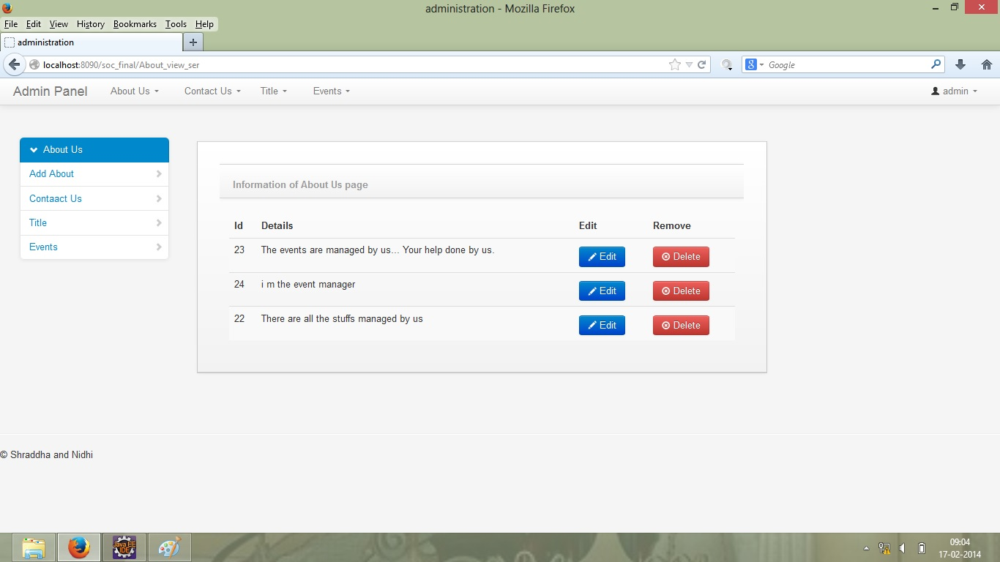 administration - Mozilla Firefox
File Edit View History Bookmarks Tools Help
administration
localhost:8090/soc_final/About_view_ser
8 Google
Admin Panel About Us Contact Us Title Events admin
About Us
Add About
Contaact Us
Title
Events
Information of About Us page
Id Details Edit Remove
23 The events are managed by us... Your help done by us. Edit Delete
24 i m the event manager Edit Delete
22 There are all the stuffs managed by us Edit Delete
© Shraddha and Nidhi
Java EE
IDE
09:04
17-02-2014